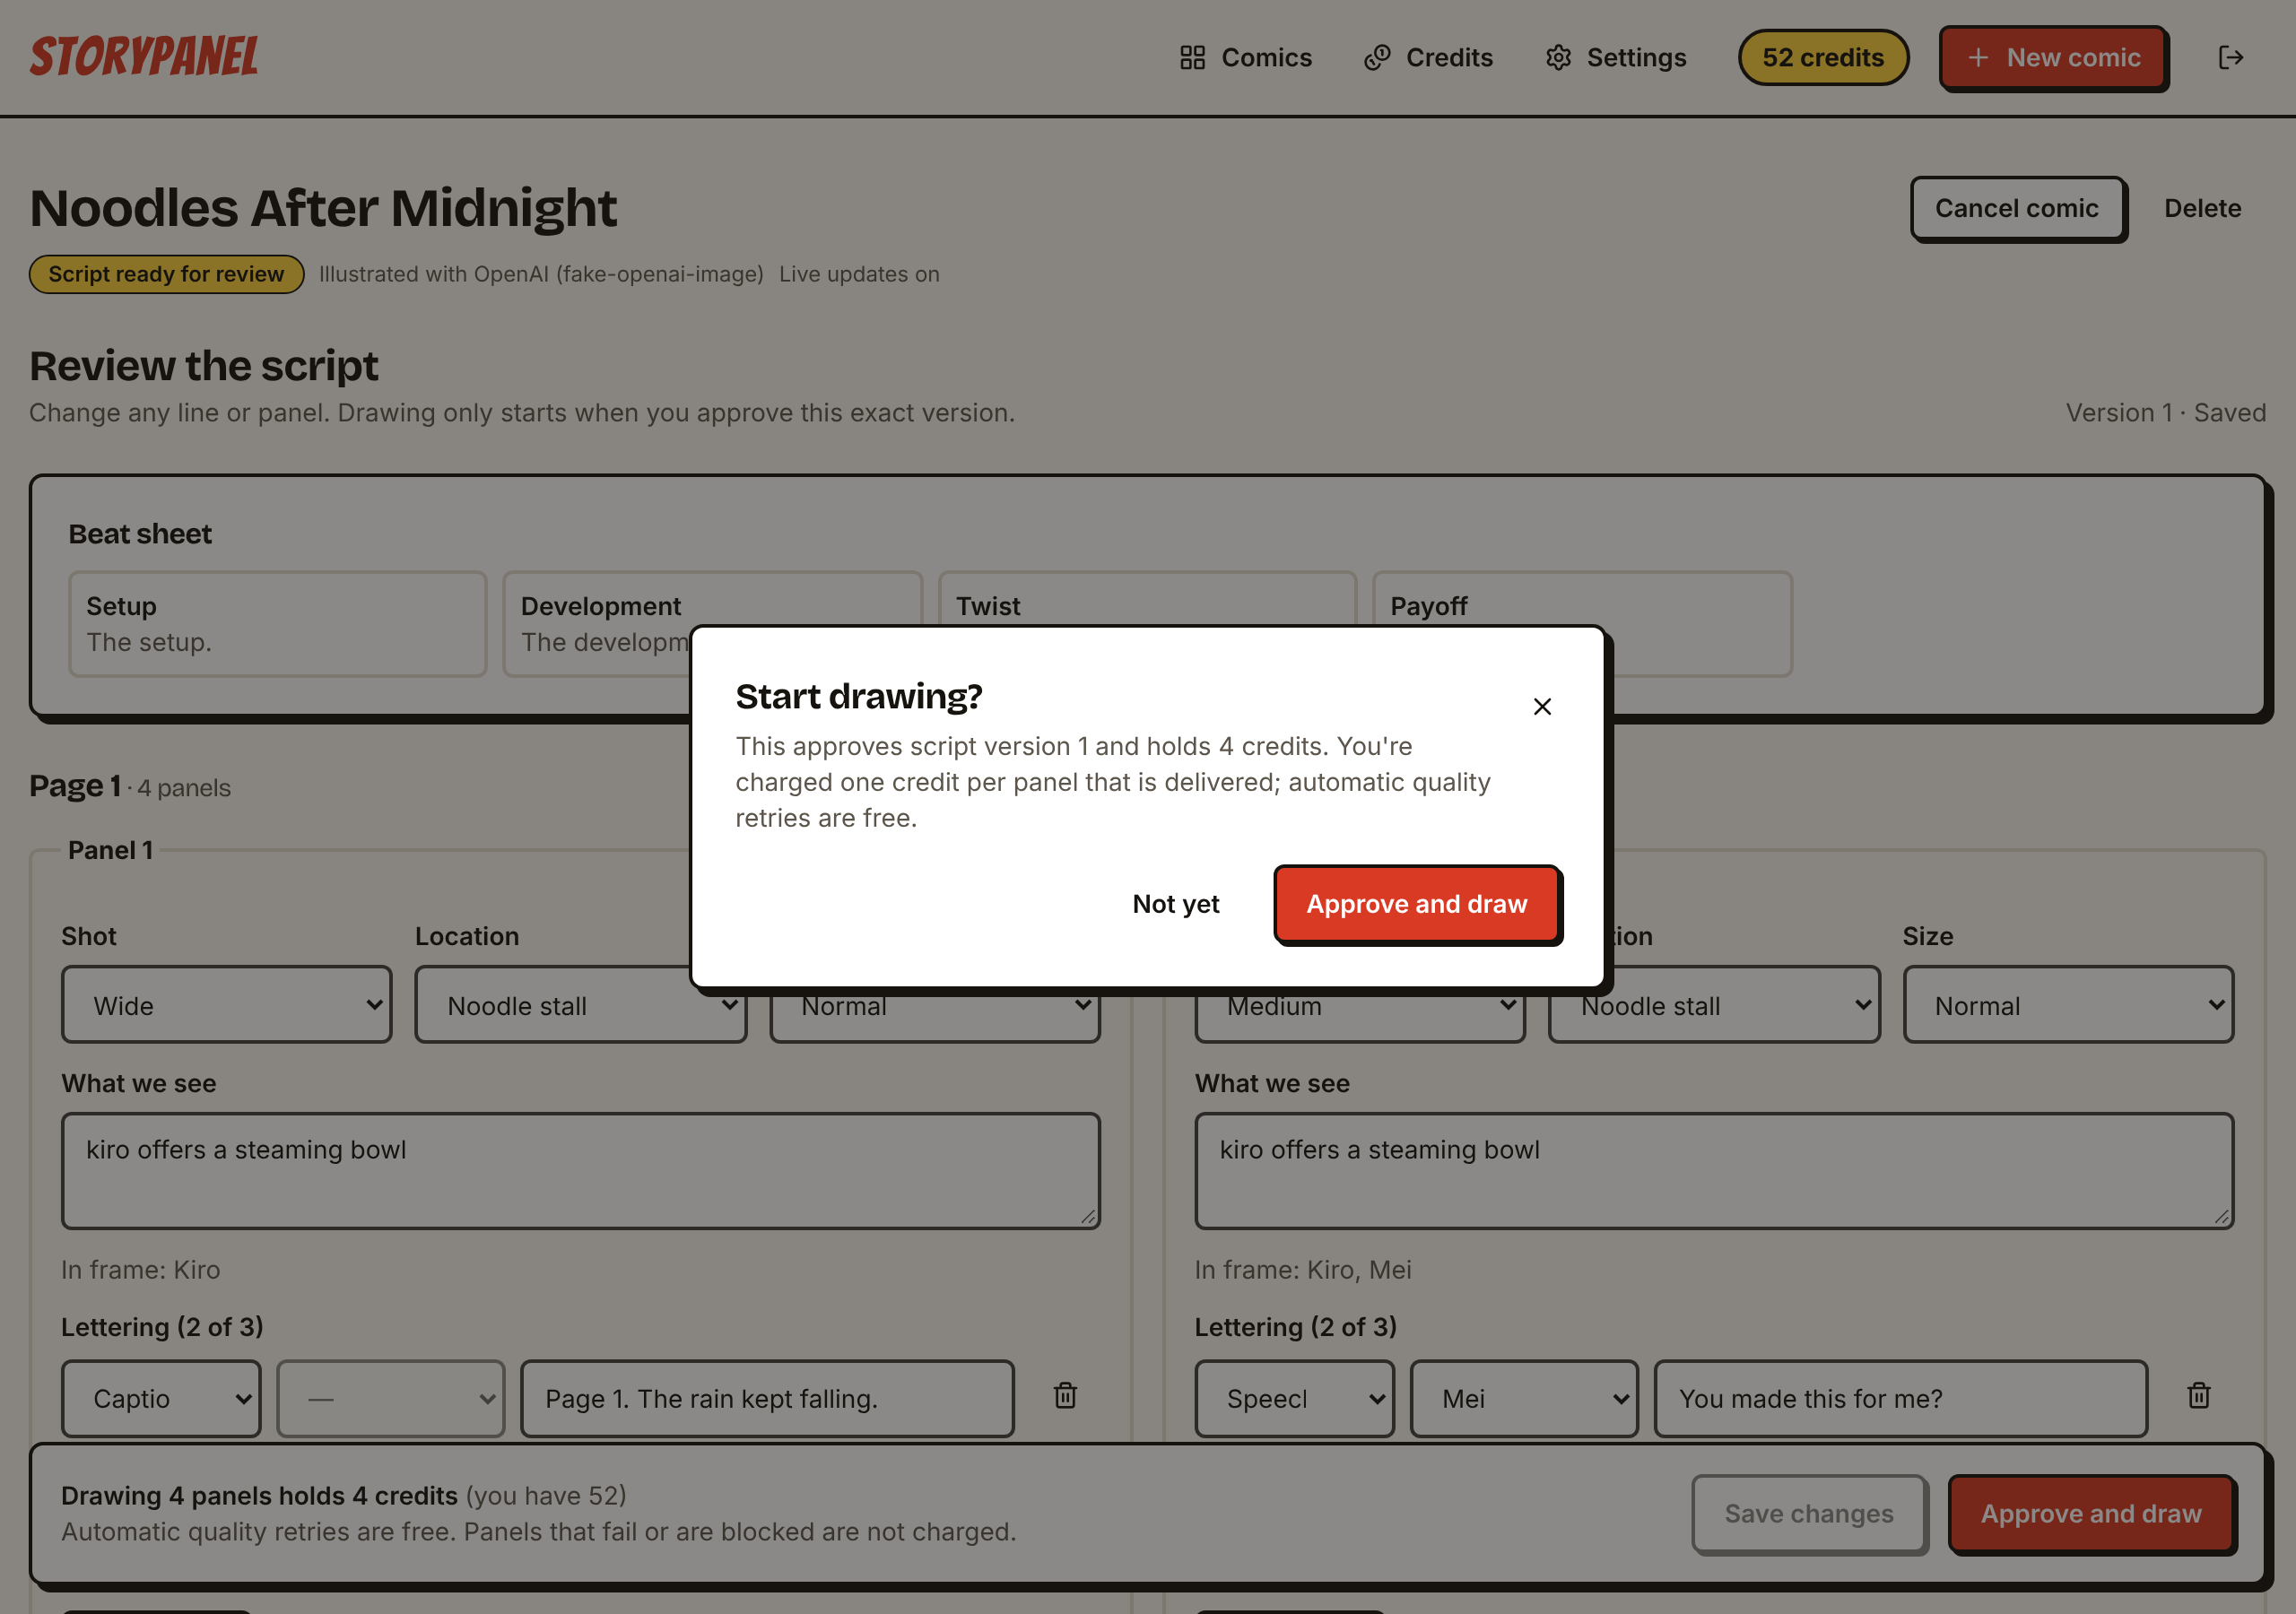 STORYPANEL
Comics
Credits
Settings
52 credits
New comic
Noodles After Midnight
Cancel comic
Delete
Script ready for review
Illustrated with OpenAI (fake-openai-image)
Live updates on
Review the script
Change any line or panel. Drawing only starts when you approve this exact version.
Version 1 · Saved
Beat sheet
Setup
The setup.
Development
The developm
Twist
Payoff
Start drawing?
This approves script version 1 and holds 4 credits. You're
charged one credit per panel that is delivered; automatic quality
retries are free.
Not yet
Approve and draw
Page 1 · 4 panels
Panel 1
Shot
Location
tion
Size
Wide
Noodle stall
Normal
Medium
Noodle stall
Normal
What we see
kiro offers a steaming bowl
In frame: Kiro
Lettering (2 of 3)
Captio
—
Page 1. The rain kept falling.
What we see
kiro offers a steaming bowl
In frame: Kiro, Mei
Lettering (2 of 3)
Speecl
Mei
You made this for me?
Drawing 4 panels holds 4 credits (you have 52)
Automatic quality retries are free. Panels that fail or are blocked are not charged.
Save changes
Approve and draw